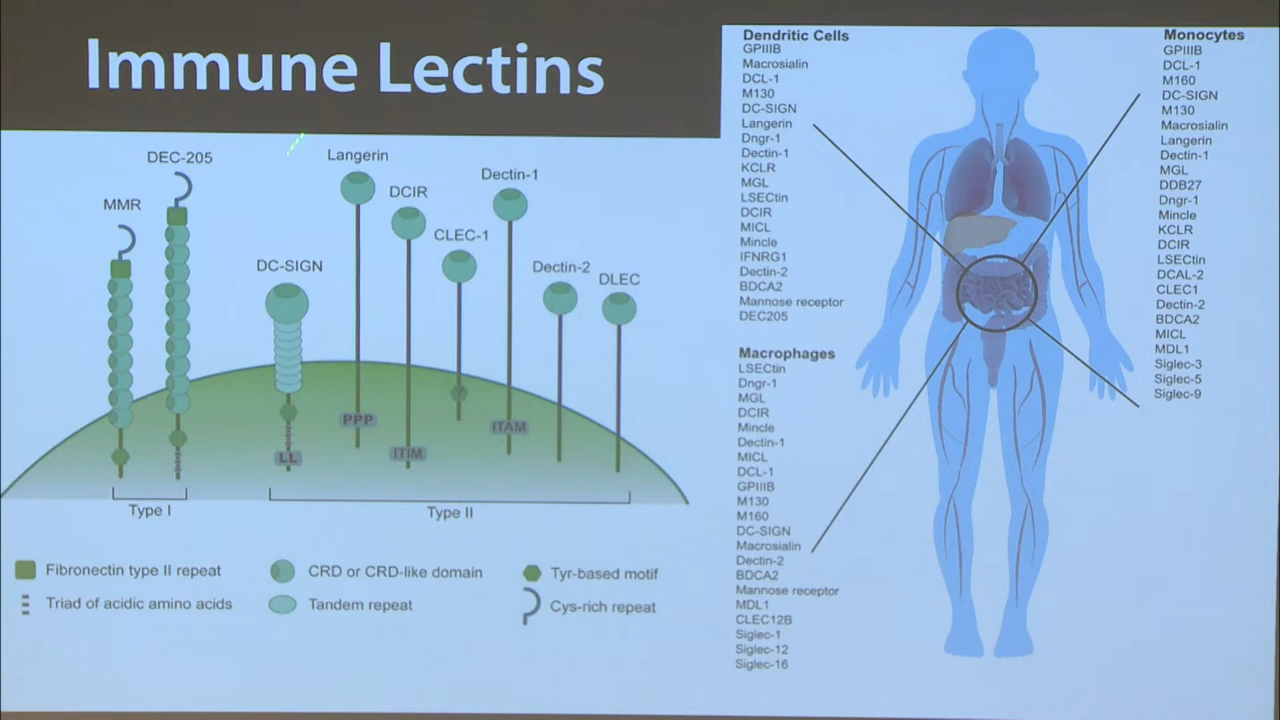 Immune Lectins
MMR
DEC-205
DC-SIGN
Langerin
DCIR
CLEC-1
Dectin-1
Dectin-2
DLEC
PPP
ITIM
ITAM
LL
Type I
Type II
Fibronectin type II repeat
CRD or CRD-like domain
Tyr-based motif
Triad of acidic amino acids
Tandem repeat
Cys-rich repeat
Dendritic Cells
GPIIIB
Macrosialin
DCL-1
M130
DC-SIGN
Langerin
Dngr-1
Dectin-1
KCLR
MGL
LSECtin
DCIR
MICL
Mincle
IFNRG1
Dectin-2
BDCA2
Mannose receptor
DEC205
Macrophages
LSECtin
Dngr-1
MGL
DCIR
Mincle
Dectin-1
MICL
DCL-1
GPIIIB
M130
M160
DC-SIGN
Macrosialin
Dectin-2
BDCA2
Mannose receptor
MDL1
CLEC12B
Siglec-1
Siglec-12
Siglec-16
Monocytes
GPIIIB
DCL-1
M160
DC-SIGN
M130
Macrosialin
Langerin
Dectin-1
MGL
DDB27
Dngr-1
Mincle
KCLR
DCIR
LSECtin
DCAL-2
CLEC1
Dectin-2
BDCA2
MICL
MDL1
Siglec-3
Siglec-5
Siglec-9